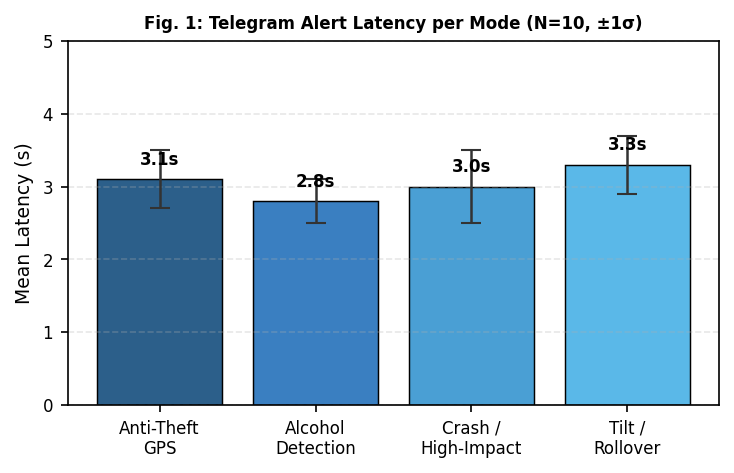 Fig. 1: Telegram Alert Latency per Mode (N=10, ±1σ)
Mean Latency (s)
5
4
3
2
1
0
3.1s
2.8s
3.0s
3.3s
Anti-Theft
GPS
Alcohol
Detection
Crash /
High-Impact
Tilt /
Rollover